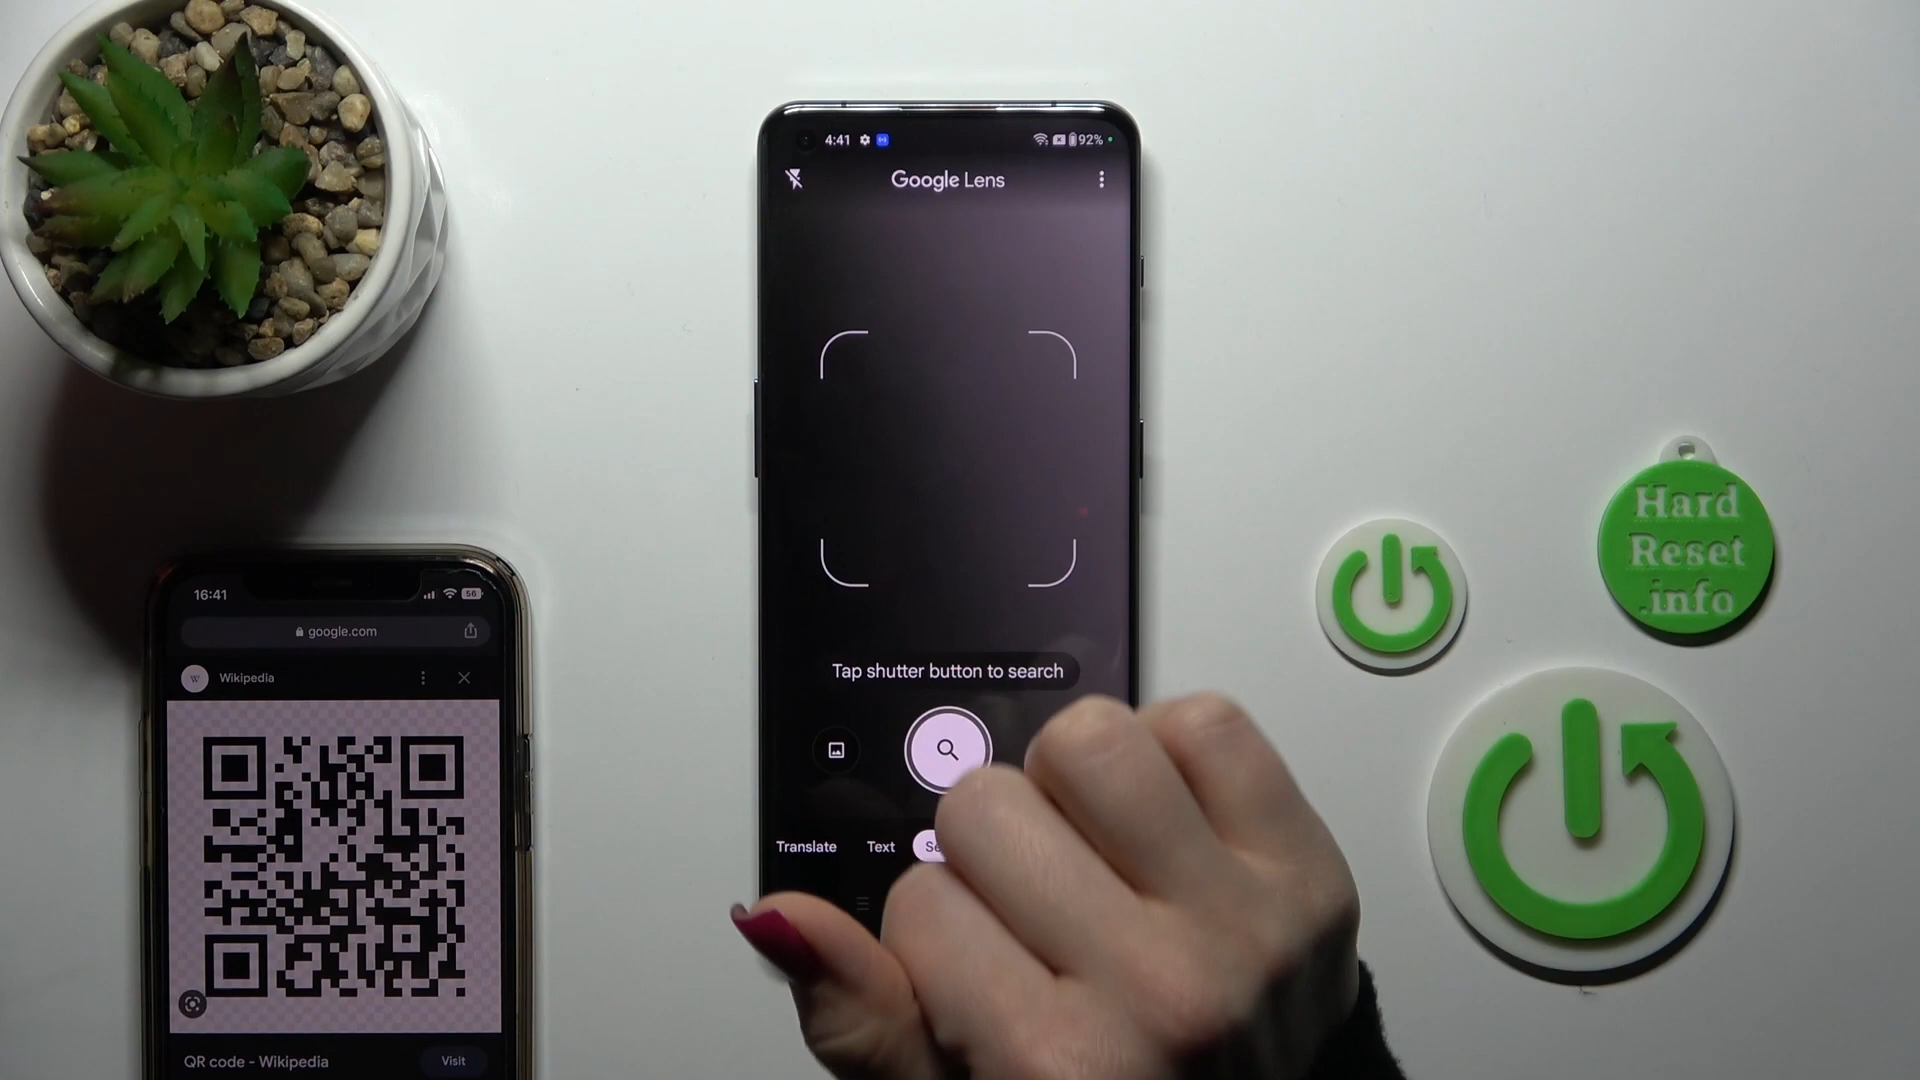 4:41
92%
Google Lens
Tap shutter button to search
Translate
Text
Hard
Reset
.info
16:41
56
google.com
W
Wikipedia
QR code - Wikipedia
Visit